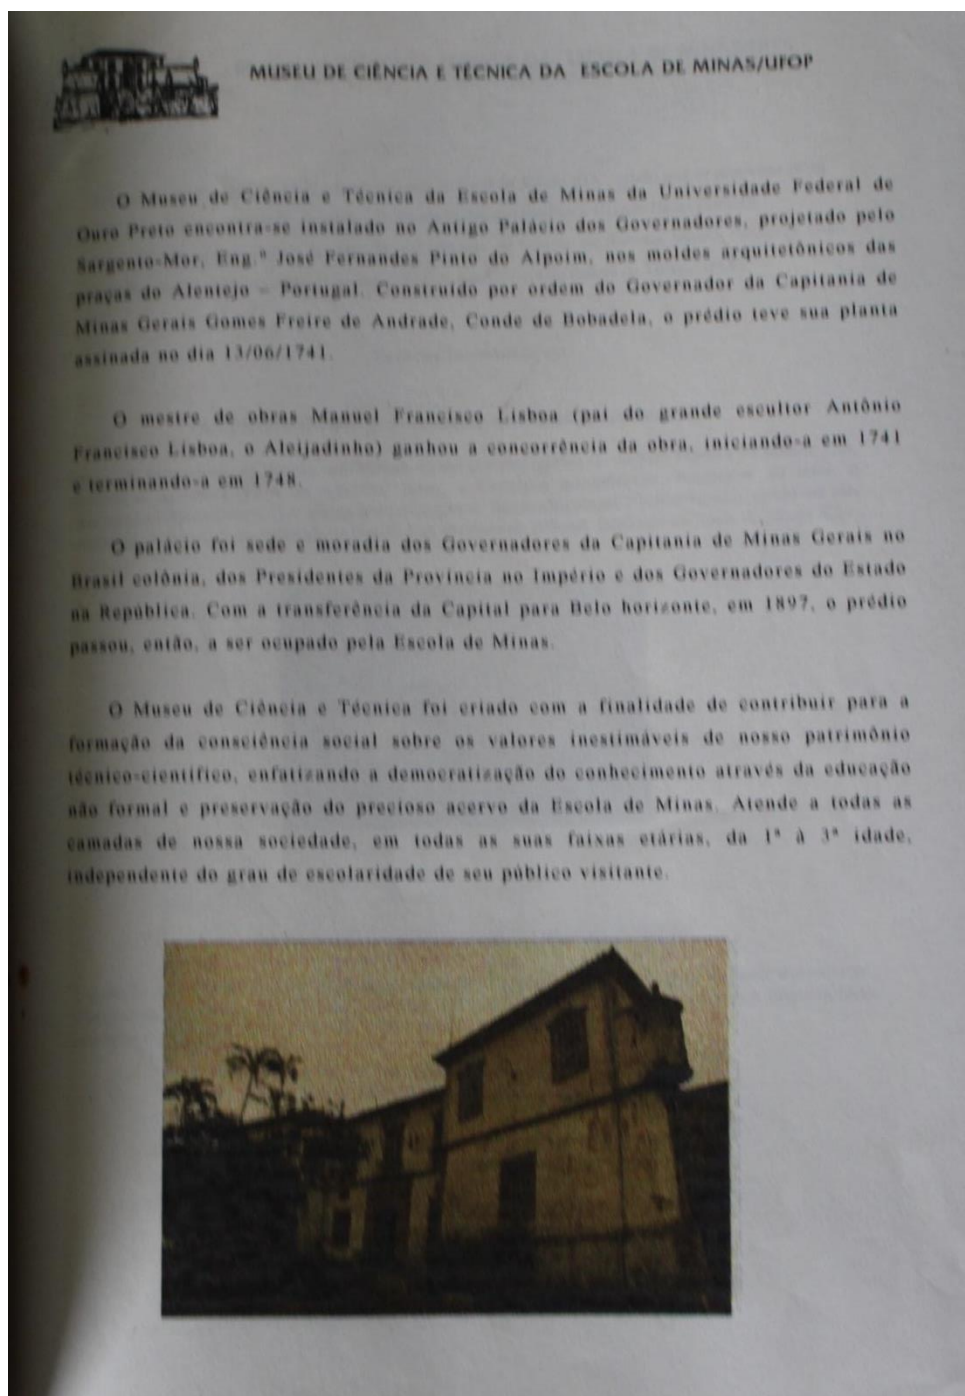 MUSEU DE CIÊNCIA E TÉCNICA DA ESCOLA DE MINAS/UFOP
O Museu de Ciência e Técnica da Escola de Minas da Universidade Federal de
Ouro Preto encontra-se instalado no Antigo Palácio dos Governadores, projetado pelo
Sargento-Mor, Eng.º José Fernandes Pinto do Alpoim, nos moldes arquitetônicos das
praças do Alentejo – Portugal. Construído por ordem do Governador da Capitania de
Minas Gerais Gomes Freire de Andrade, Conde de Bobadela, o prédio teve sua planta
assinada no dia 13/06/1741.
O mestre de obras Manuel Francisco Lisboa (pai do grande escultor Antônio
Francisco Lisboa, o Aleijadinho) ganhou a concorrência da obra, iniciando-a em 1741
e terminando-a em 1748.
O palácio foi sede e moradia dos Governadores da Capitania de Minas Gerais no
Brasil colônia, dos Presidentes da Província no Império e dos Governadores do Estado
na República. Com a transferência da Capital para Belo horizonte, em 1897, o prédio
passou, então, a ser ocupado pela Escola de Minas.
O Museu de Ciência e Técnica foi criado com a finalidade de contribuir para a
formação da consciência social sobre os valores inestimáveis de nosso patrimônio
técnico-científico, enfatizando a democratização do conhecimento através da educação
não formal e preservação do precioso acervo da Escola de Minas. Atende a todas as
camadas de nossa sociedade, em todas as suas faixas etárias, da 1ª à 3ª idade,
independente do grau de escolaridade de seu público visitante.